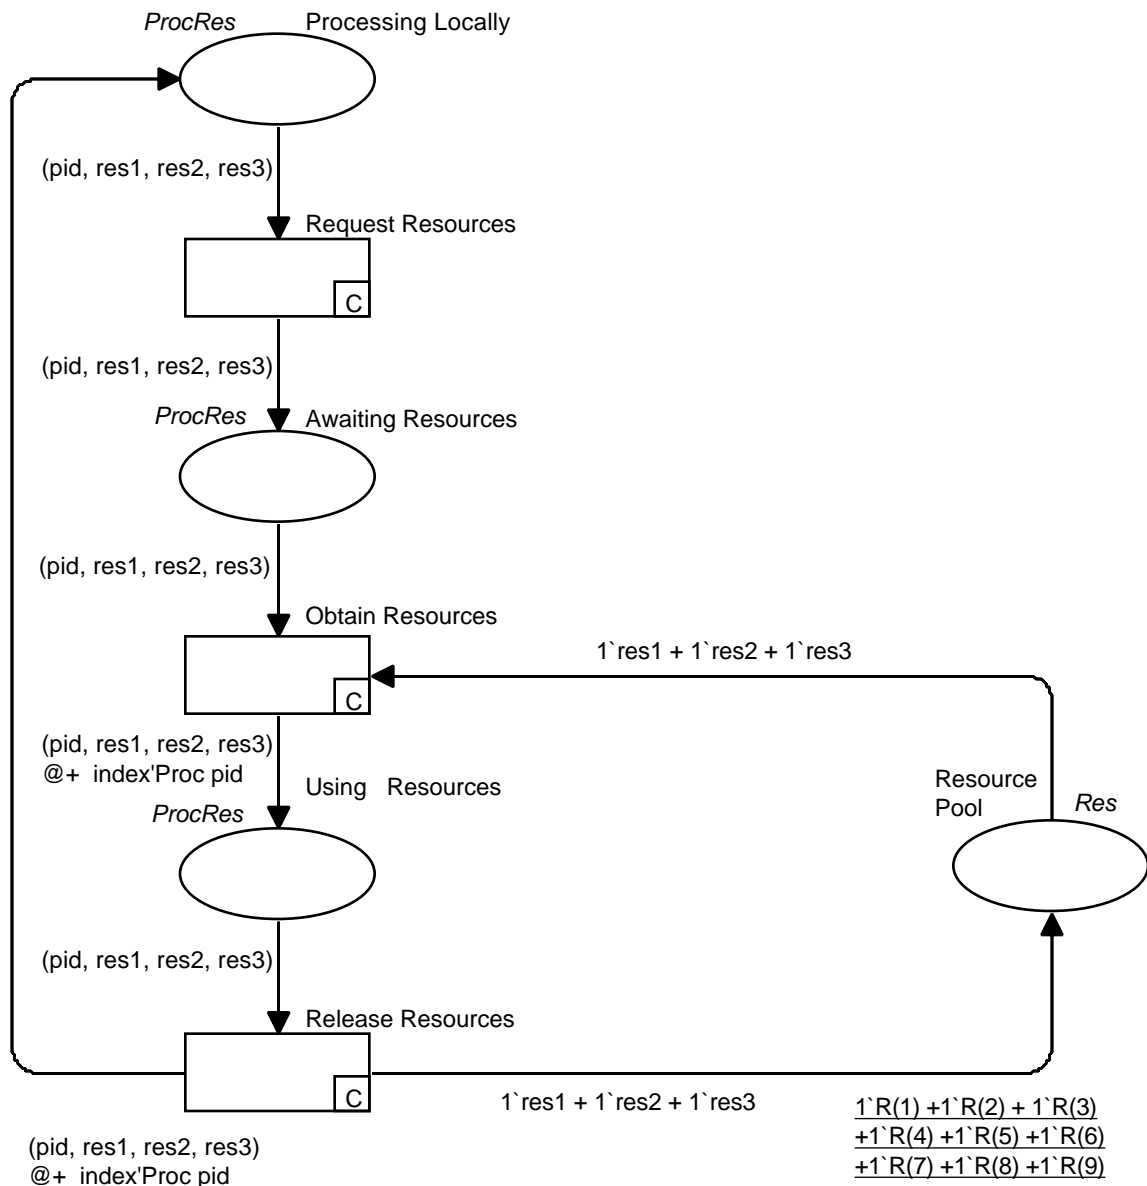 ProcRes Processing Locally
(pid, res1, res2, res3)
Request Resources
C
(pid, res1, res2, res3)
ProcRes Awaiting Resources
(pid, res1, res2, res3)
Obtain Resources
1`res1 + 1`res2 + 1`res3
C
(pid, res1, res2, res3)
@+ index'Proc pid
Using Resources
ProcRes
Resource
Pool
Res
(pid, res1, res2, res3)
Release Resources
C
1`res1 + 1`res2 + 1`res3
1`R(1) +1`R(2) + 1`R(3)
+1`R(4) +1`R(5) +1`R(6)
+1`R(7) +1`R(8) +1`R(9)
(pid, res1, res2, res3)
@+ index'Proc pid